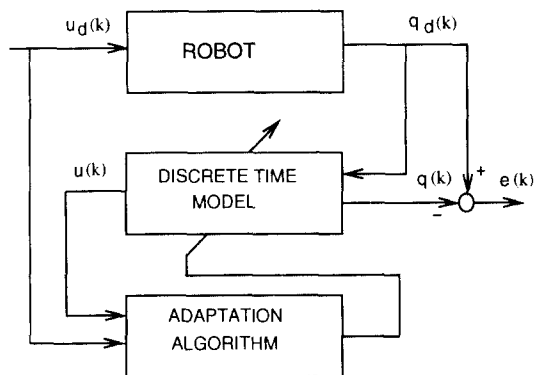 u_d(k)
q_d(k)
ROBOT
u(k)
DISCRETE TIME
MODEL
q(k)
+
e(k)
-
ADAPTATION
ALGORITHM